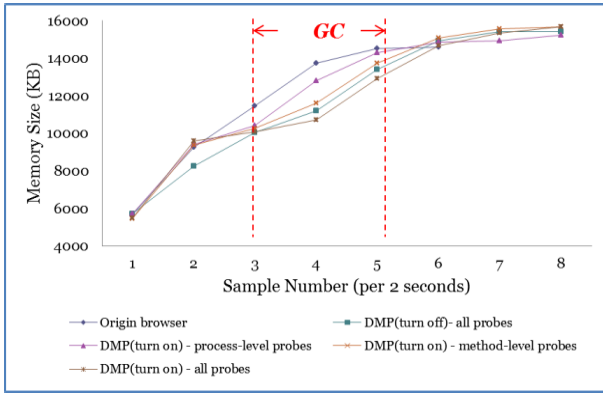 16000
GC
14000
12000
10000
8000
6000
4000
Memory Size (KB)
1 2 3 4 5 6 7 8
Sample Number (per 2 seconds)
Origin browser
DMP(turn off)- all probes
DMP(turn on) - process-level probes
DMP(turn on) - method-level probes
DMP(turn on) - all probes